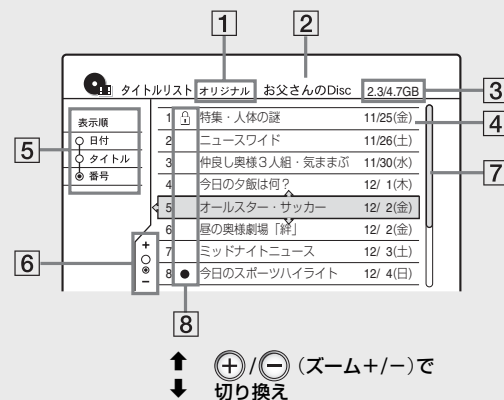 1
2
タイトルリスト オリジナル お父さんのDisc 2.3/4.7GB
3
表示順
日付
タイトル
番号
5
1 特集・人体の謎 11/25(金)
4
2 ニュースワイド 11/26(土)
3 仲良し奥様3人組・気ままぶ 11/30(水)
7
4 今日の夕飯は何? 12/ 1(木)
5 オールスター・サッカー 12/ 2(金)
6 昼の奥様劇場「絆」 12/ 2(金)
7 ミッドナイトニュース 12/ 3(土)
8 ● 今日のスポーツハイライト 12/ 4(日)
+
−
6
8
+/− (ズーム+/−)で
切り換え